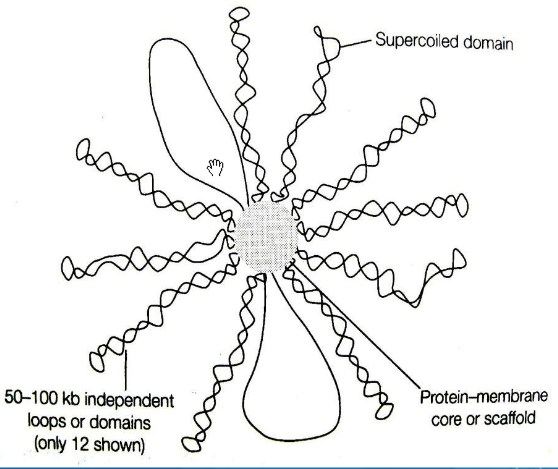 Supercoiled domain
50–100 kb independent
loops or domains
(only 12 shown)
Protein–membrane
core or scaffold